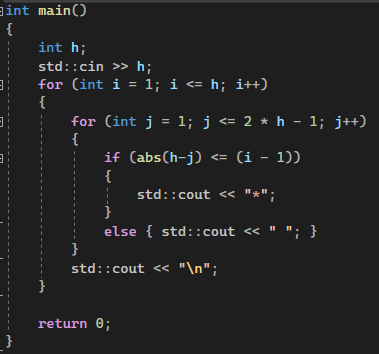 int main()
{
    int h;
    std::cin >> h;
    for (int i = 1; i <= h; i++)
    {
        for (int j = 1; j <= 2 * h - 1; j++)
        {
            if (abs(h-j) <= (i - 1))
            {
                std::cout << "*";
            }
            else { std::cout << " "; }
        }
        std::cout << "\n";
    }

    return 0;
}